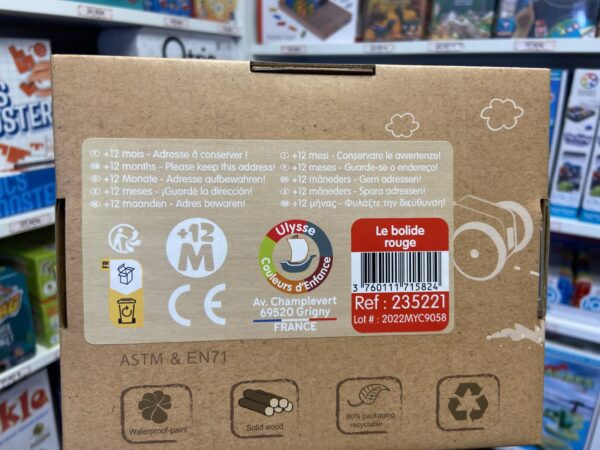 +12 mois - Adresse à conserver !
+12 months - Please keep this address!
+12 Monate - Adresse aufbewahren!
+12 meses - ¡Guarde la dirección!
+12 maanden - Adres bewaren!
+12 mesi - Conservare le avvertenze!
+12 meses - Guarde-se o endereço!
+12 måneders - Gem adressen!
+12 måneders - Spara adressen!
+12 μήνας - Φυλάξτε την διεύθυνση!
+12
M
FR
CE
Ulysse
Couleurs d'Enfance
Av, Champlevert
69520 Grigny
FRANCE
Le bolide
rouge
3 760111 715824
Ref : 235221
Lot # : 2022MYC9058
ASTM & EN71
Waterproof-paint
Solid wood
80% packaging
recyclable